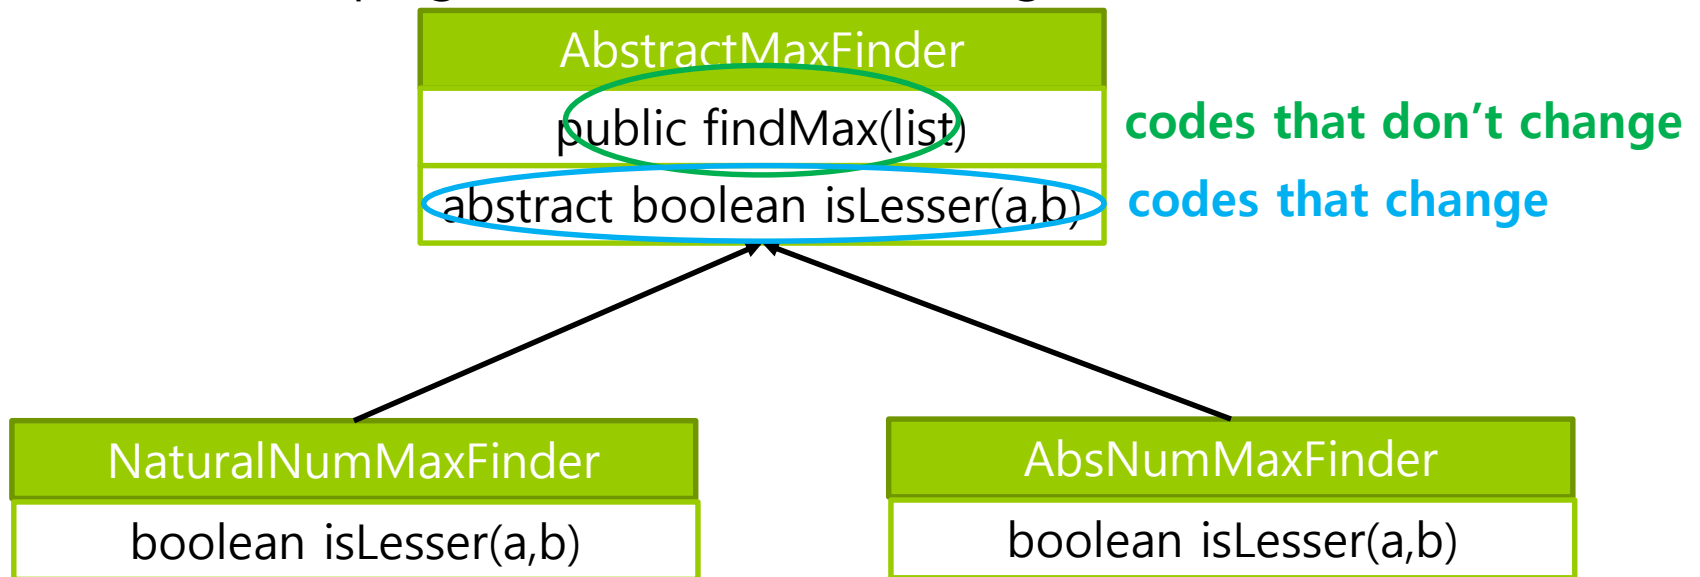 AbstractMaxFinder
public findMax(list)
codes that don't change
abstract boolean isLesser(a,b)
codes that change
NaturalNumMaxFinder
AbsNumMaxFinder
boolean isLesser(a,b)
boolean isLesser(a,b)